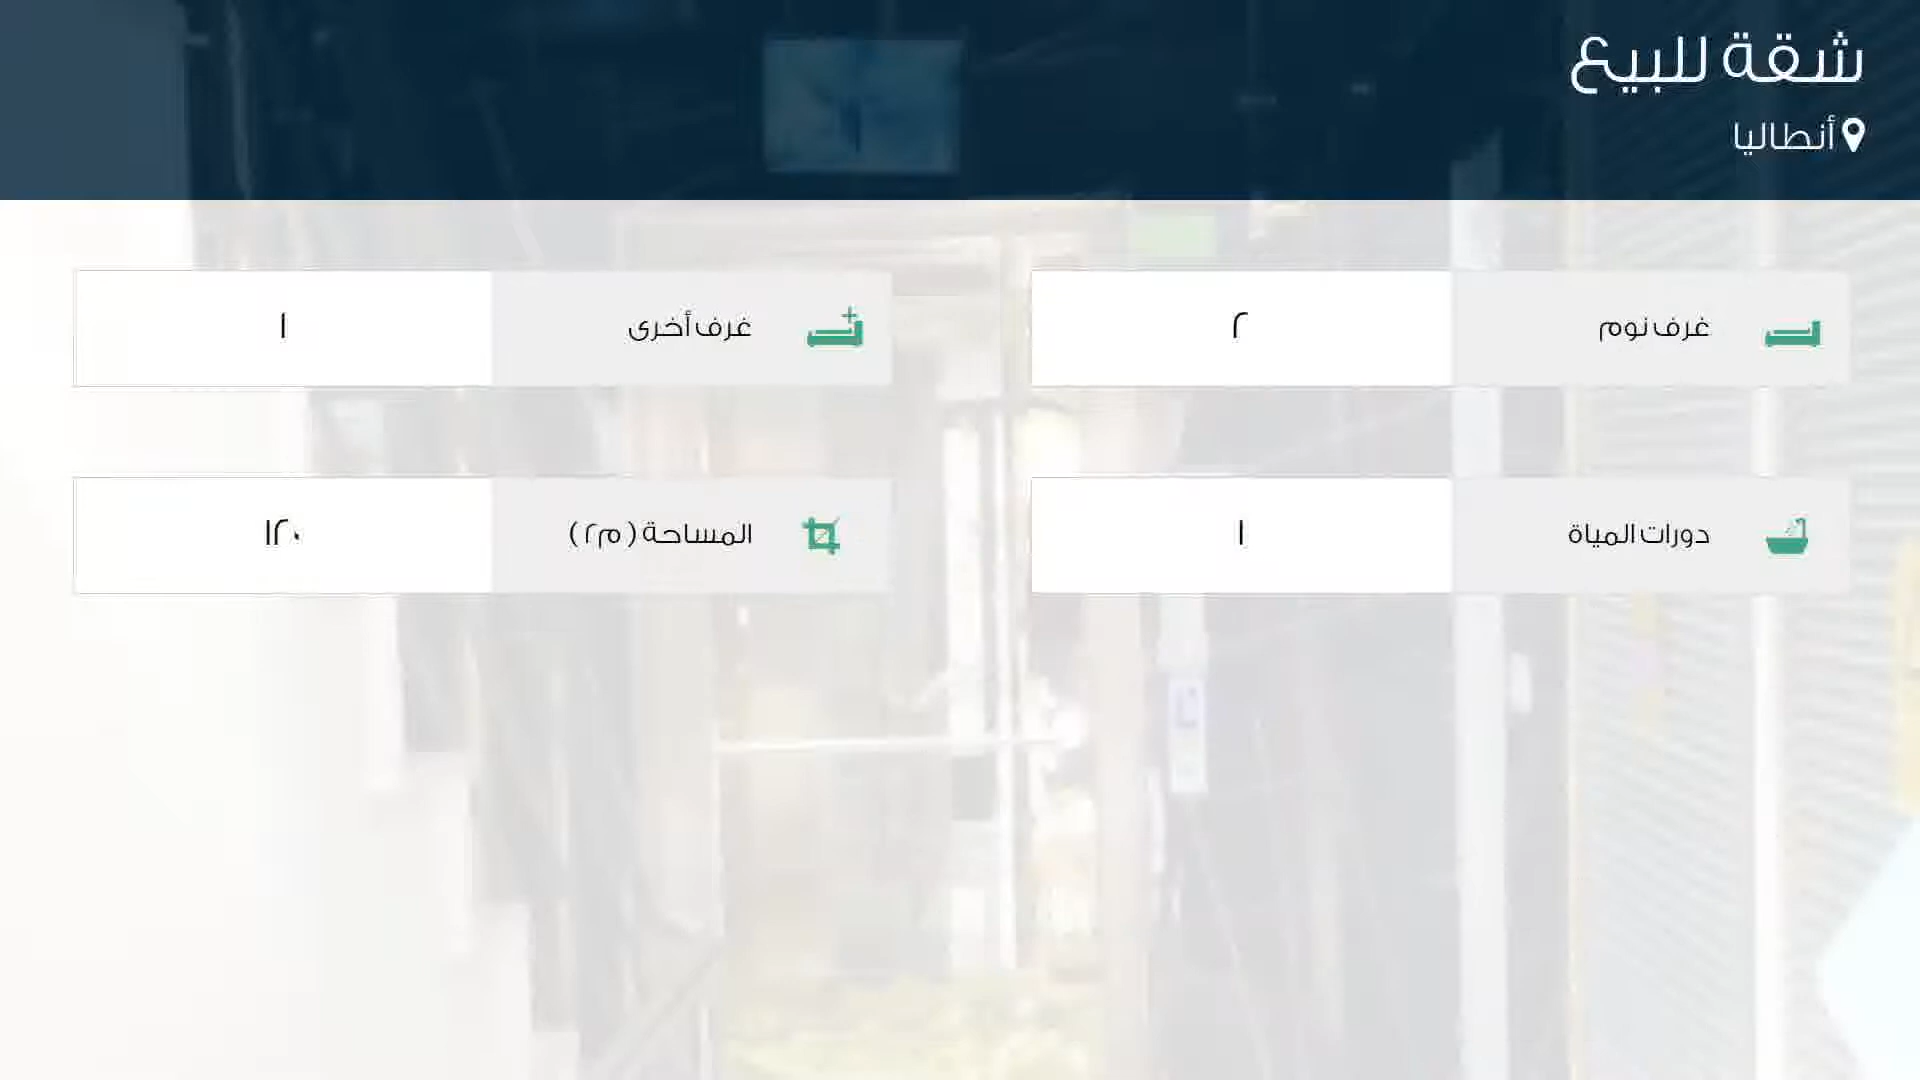 شقة للبيع
أنطاليا
غرف نوم
٢
غرف أخرى
١
دورات المياة
١
المساحة (م٢)
١٢٠